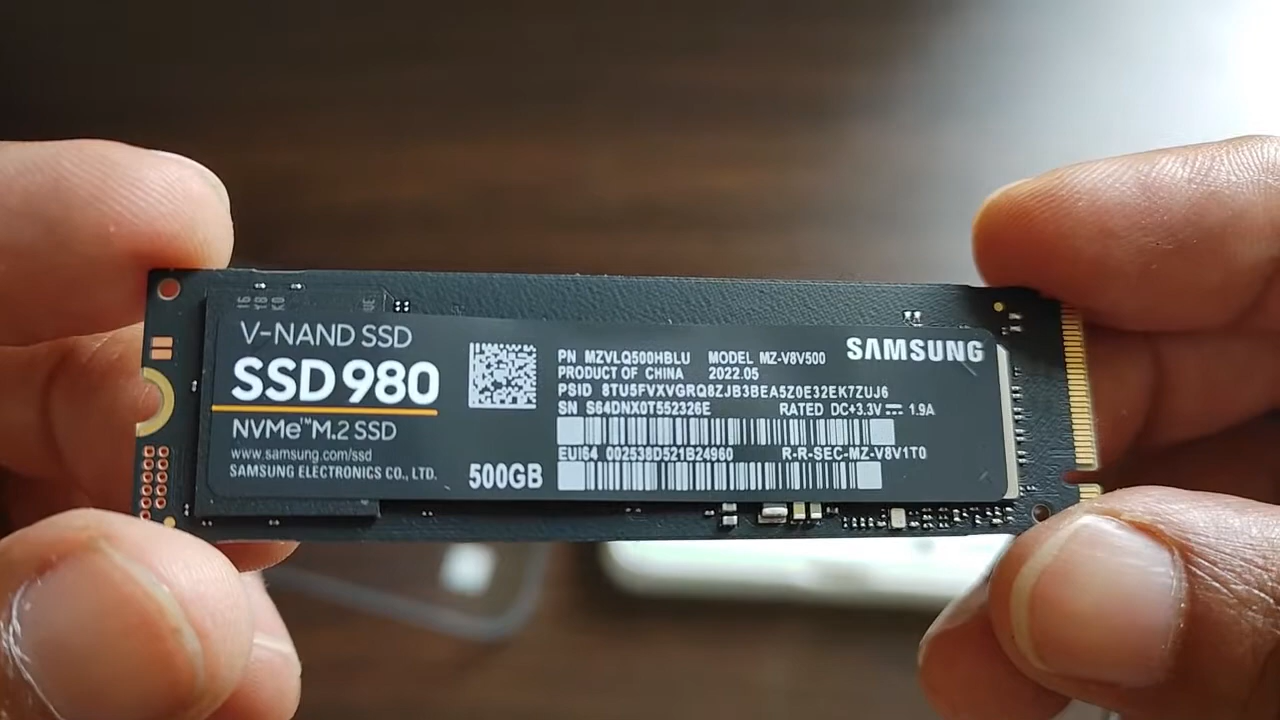 V-NAND SSD
SSD 980
NVMe™ M.2 SSD
www.samsung.com/ssd
SAMSUNG ELECTRONICS CO., LTD.
500GB
PN MZVLQ500HBLU MODEL MZ-V8V500
PRODUCT OF CHINA 2022.05
PSID 8TU5FVXVGRQ8ZJB3BEA5Z0E32EK7ZUJ6
SN S64DNX0T552326E RATED DC+3.3V⎓ 1.9A
EUI64 002538D521B24960 R-R-SEC-MZ-V8V1T0
SAMSUNG